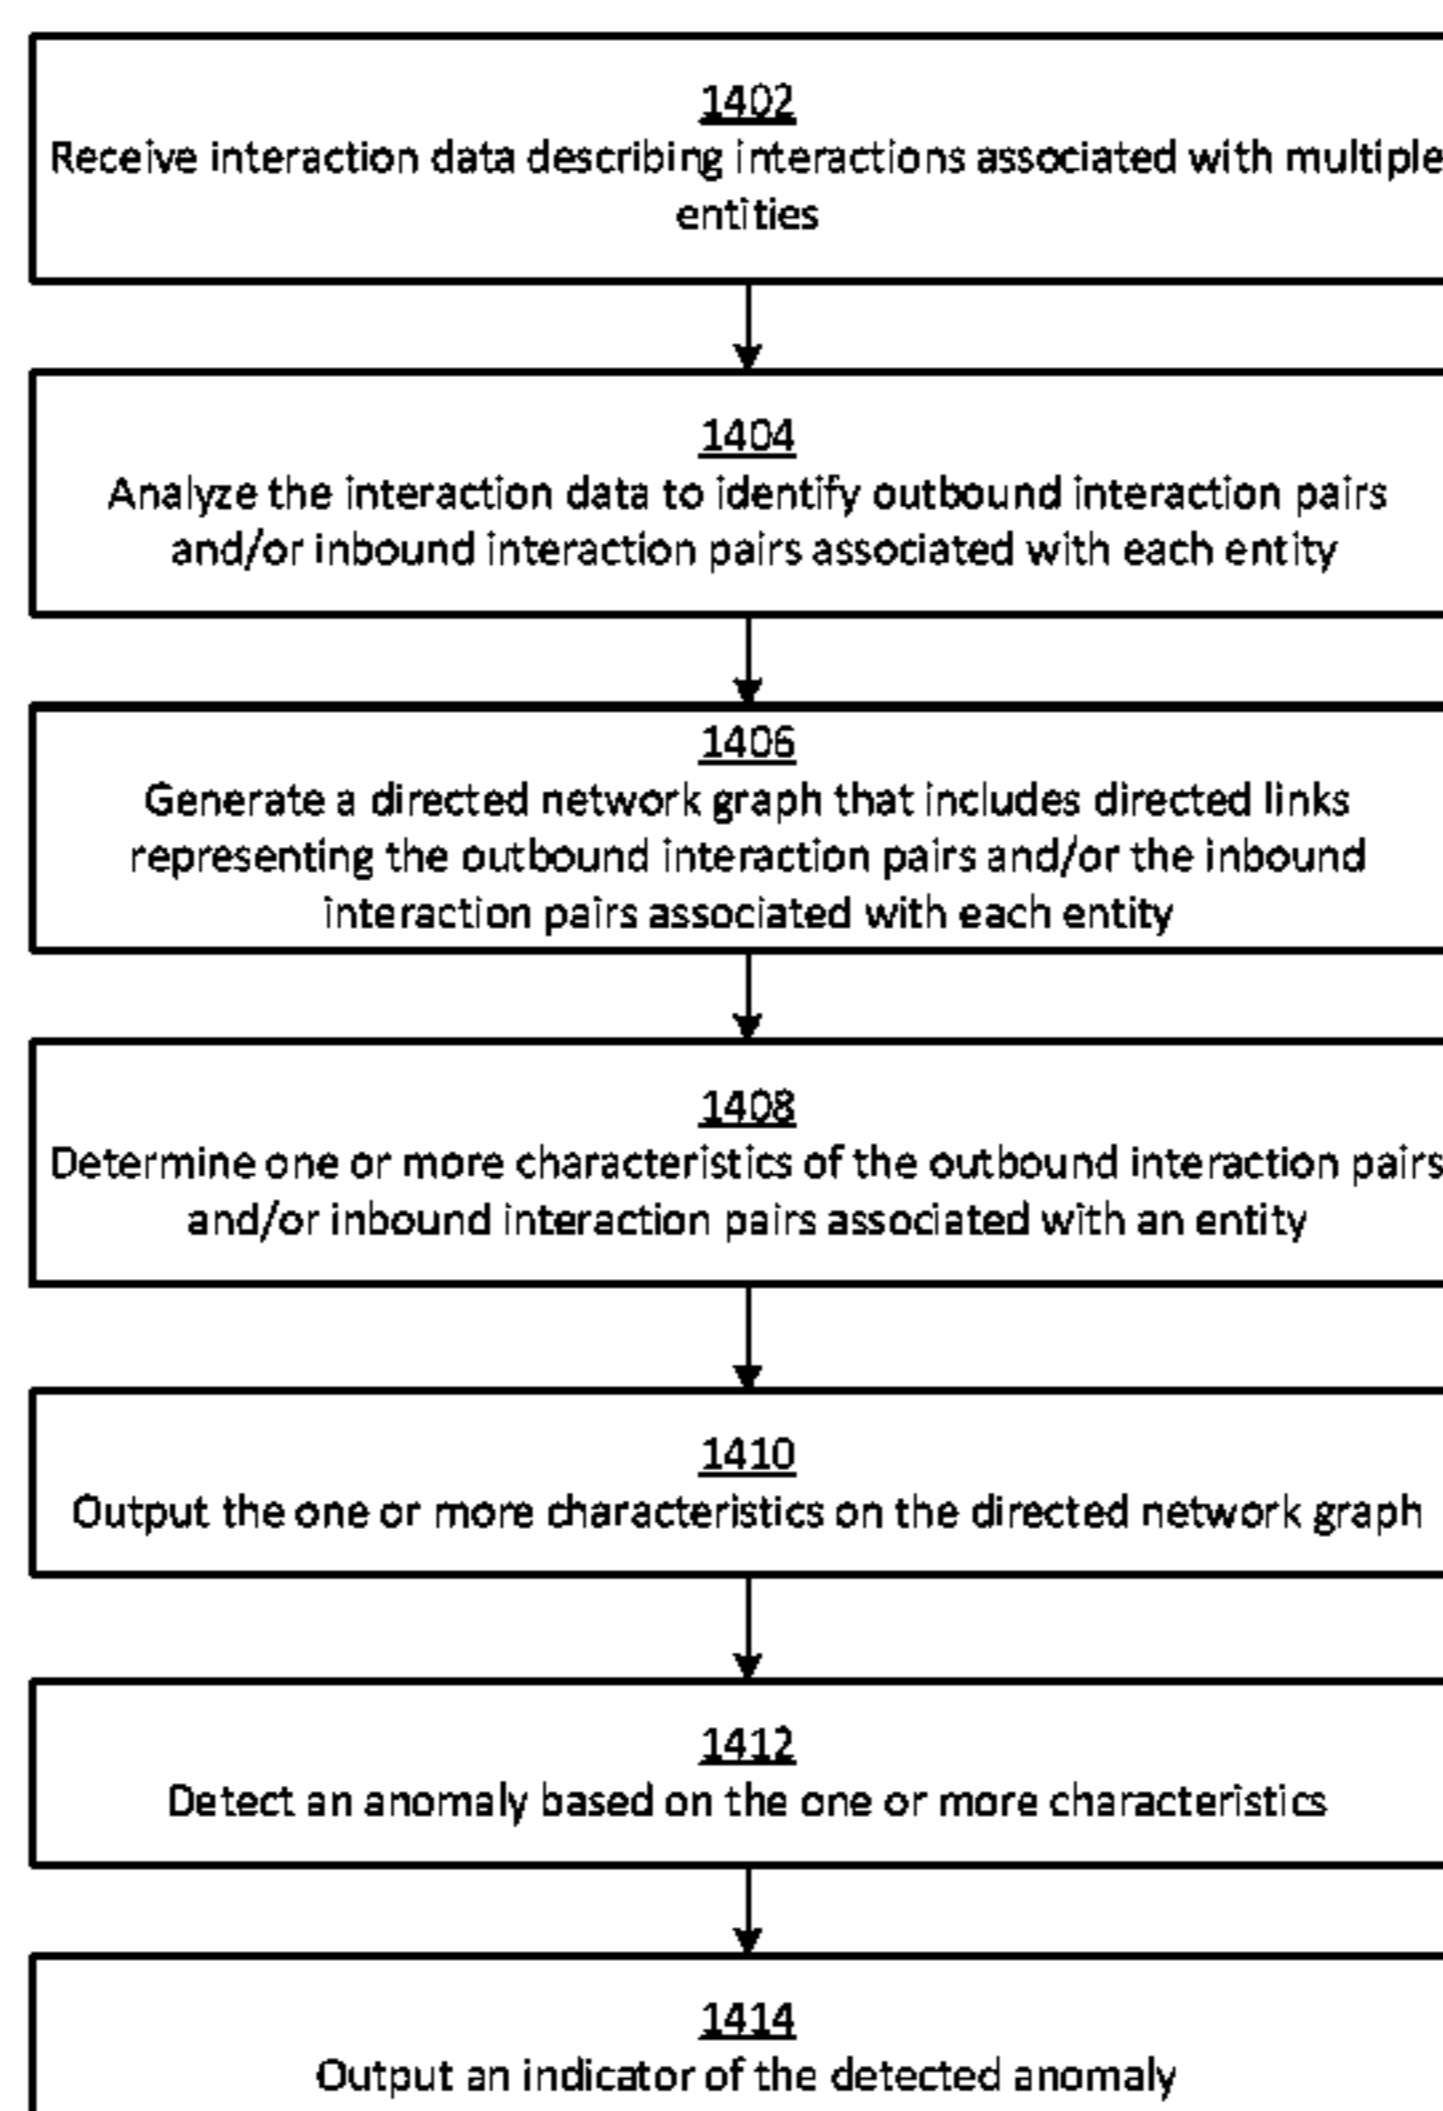 1402
Receive interaction data describing interactions associated with multiple
entities
1404
Analyze the interaction data to identify outbound interaction pairs
and/or inbound interaction pairs associated with each entity
1406
Generate a directed network graph that includes directed links
representing the outbound interaction pairs and/or the inbound
interaction pairs associated with each entity
1408
Determine one or more characteristics of the outbound interaction pairs
and/or inbound interaction pairs associated with an entity
1410
Output the one or more characteristics on the directed network graph
1412
Detect an anomaly based on the one or more characteristics
1414
Output an indicator of the detected anomaly